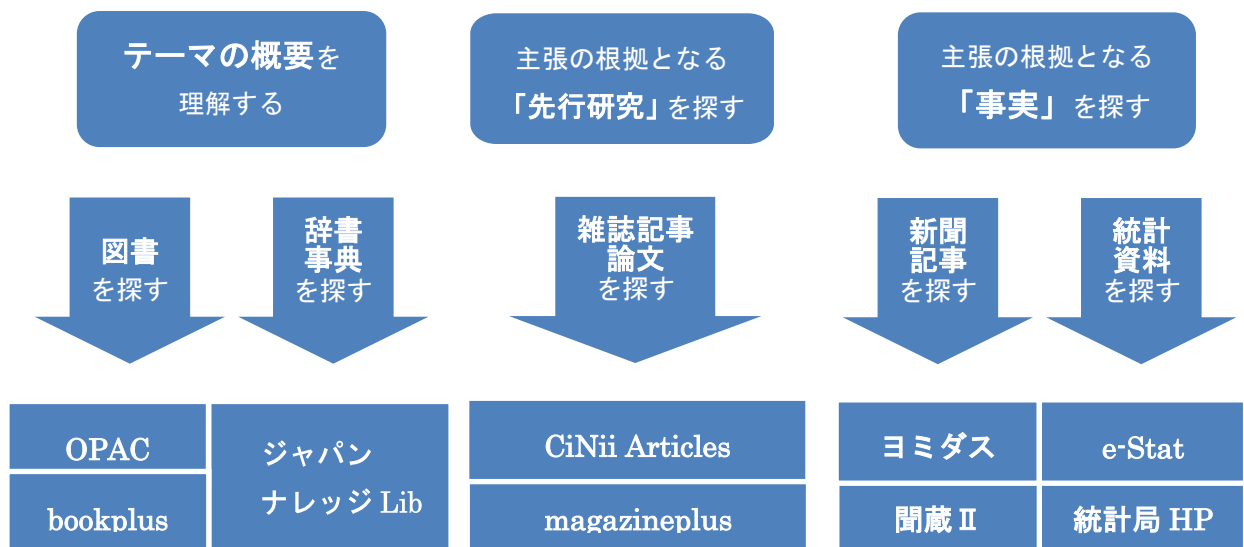 テーマの概要を
理解する
主張の根拠となる
「先行研究」を探す
主張の根拠となる
「事実」を探す
図書
を探す
辞書
事典
を探す
雑誌記事
論文
を探す
新聞
記事
を探す
統計
資料
を探す
OPAC
bookplus
ジャパン
ナレッジ Lib
CiNii Articles
magazineplus
ヨミダス
聞蔵Ⅱ
e-Stat
統計局 HP